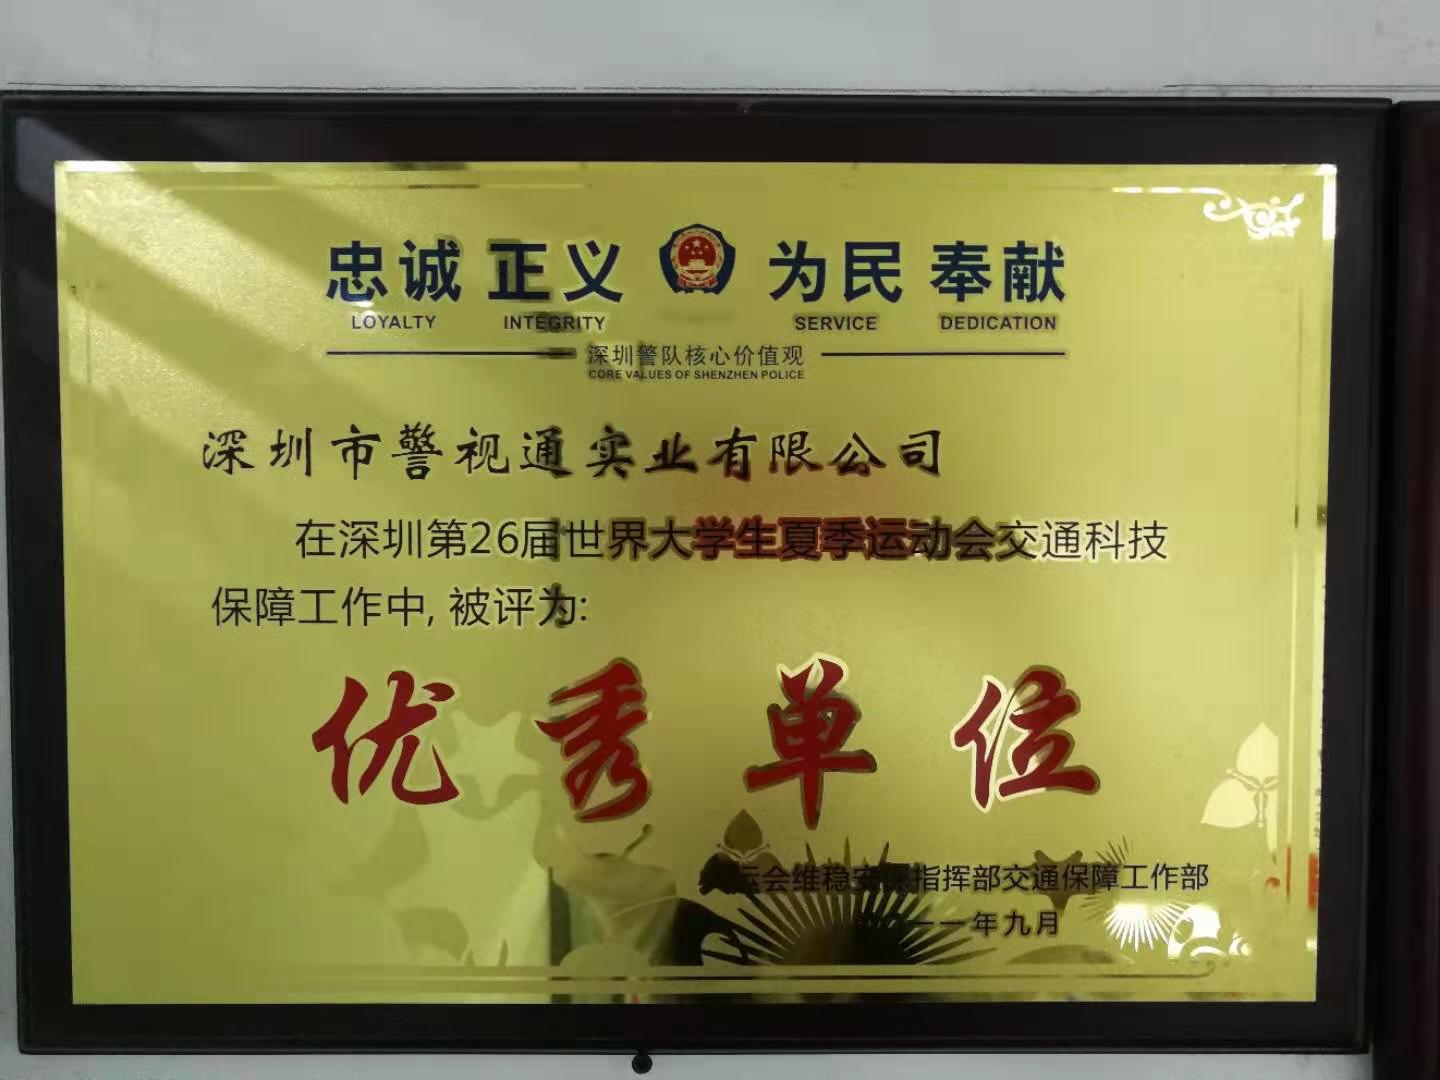 忠诚 正义 为民 奉献
LOYALTY INTEGRITY SERVICE DEDICATION
深圳警队核心价值观
CORE VALUES OF SHENZHEN POLICE
深圳市警视通实业有限公司
在深圳第26届世界大学生夏季运动会交通科技
保障工作中,被评为:
优秀单位
运会维稳安保指挥部交通保障工作部
一一年九月